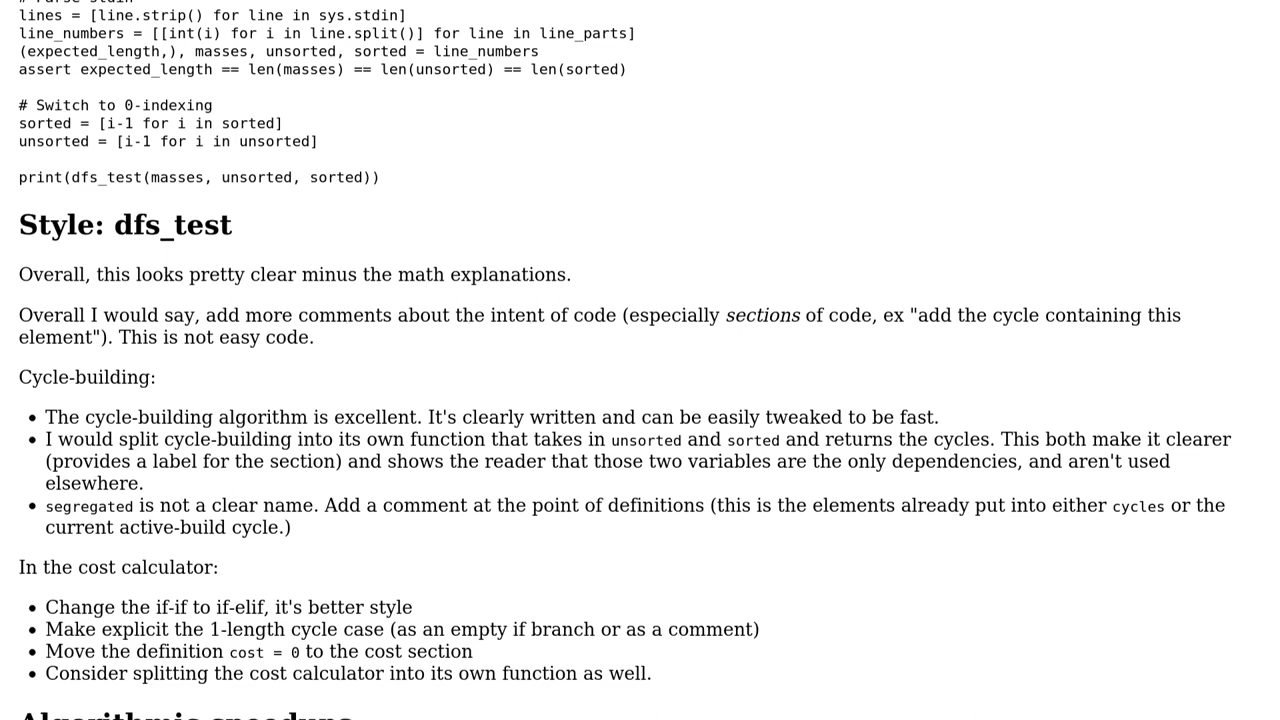 # Parse stdin
lines = [line.strip() for line in sys.stdin]
line_numbers = [[int(i) for i in line.split()] for line in line_parts]
(expected_length,), masses, unsorted, sorted = line_numbers
assert expected_length == len(masses) == len(unsorted) == len(sorted)
# Switch to 0-indexing
sorted = [i-1 for i in sorted]
unsorted = [i-1 for i in unsorted]
print(dfs_test(masses, unsorted, sorted))
Style: dfs_test
Overall, this looks pretty clear minus the math explanations.
Overall I would say, add more comments about the intent of code (especially sections of code, ex "add the cycle containing this
element"). This is not easy code.
Cycle-building:
• The cycle-building algorithm is excellent. It's clearly written and can be easily tweaked to be fast.
• I would split cycle-building into its own function that takes in unsorted and sorted and returns the cycles. This both make it clearer
(provides a label for the section) and shows the reader that those two variables are the only dependencies, and aren't used
elsewhere.
• segregated is not a clear name. Add a comment at the point of definitions (this is the elements already put into either cycles or the
current active-build cycle.)
In the cost calculator:
• Change the if-if to if-elif, it's better style
• Make explicit the 1-length cycle case (as an empty if branch or as a comment)
• Move the definition cost = 0 to the cost section
• Consider splitting the cost calculator into its own function as well.
Algorithmic speedups